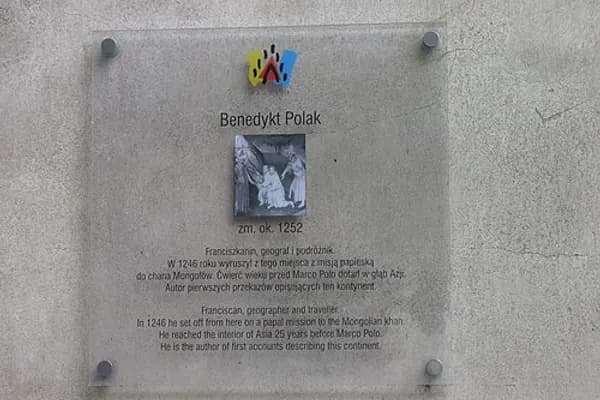 Benedykt Polak
zm. ok. 1252
Franciszkanin, geograf i podróżnik.
W 1246 roku wyruszył z tego miejsca z misją papieską
do chana Mongołów. Ćwierć wieku przed Marco Polo dotarł w głąb Azji.
Autor pierwszych przekazów opisujących ten kontynent.
Franciscan, geographer and traveller.
In 1246 he set off from here on a papal mission to the Mongolian khan.
He reached the interior of Asia 25 years before Marco Polo.
He is the author of first accounts describing this continent.